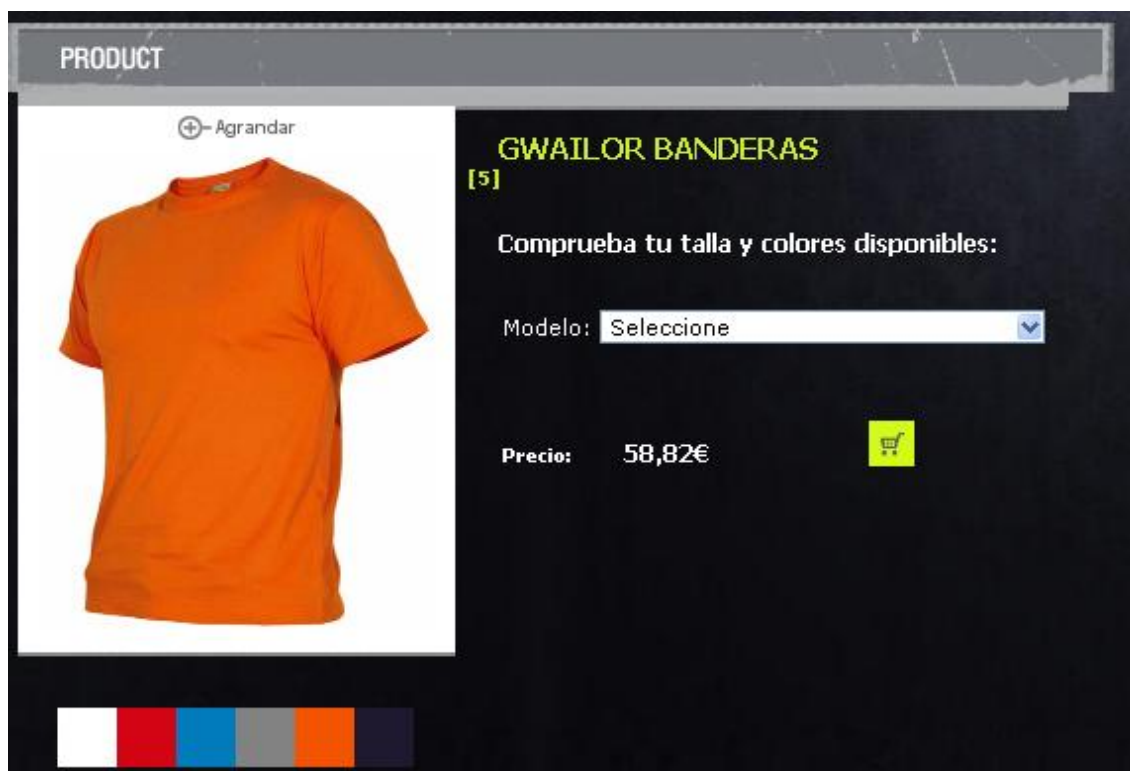 PRODUCT
Agrandar
GWAILOR BANDERAS
[5]
Comprueba tu talla y colores disponibles:
Modelo: Seleccione
Precio: 58,82€